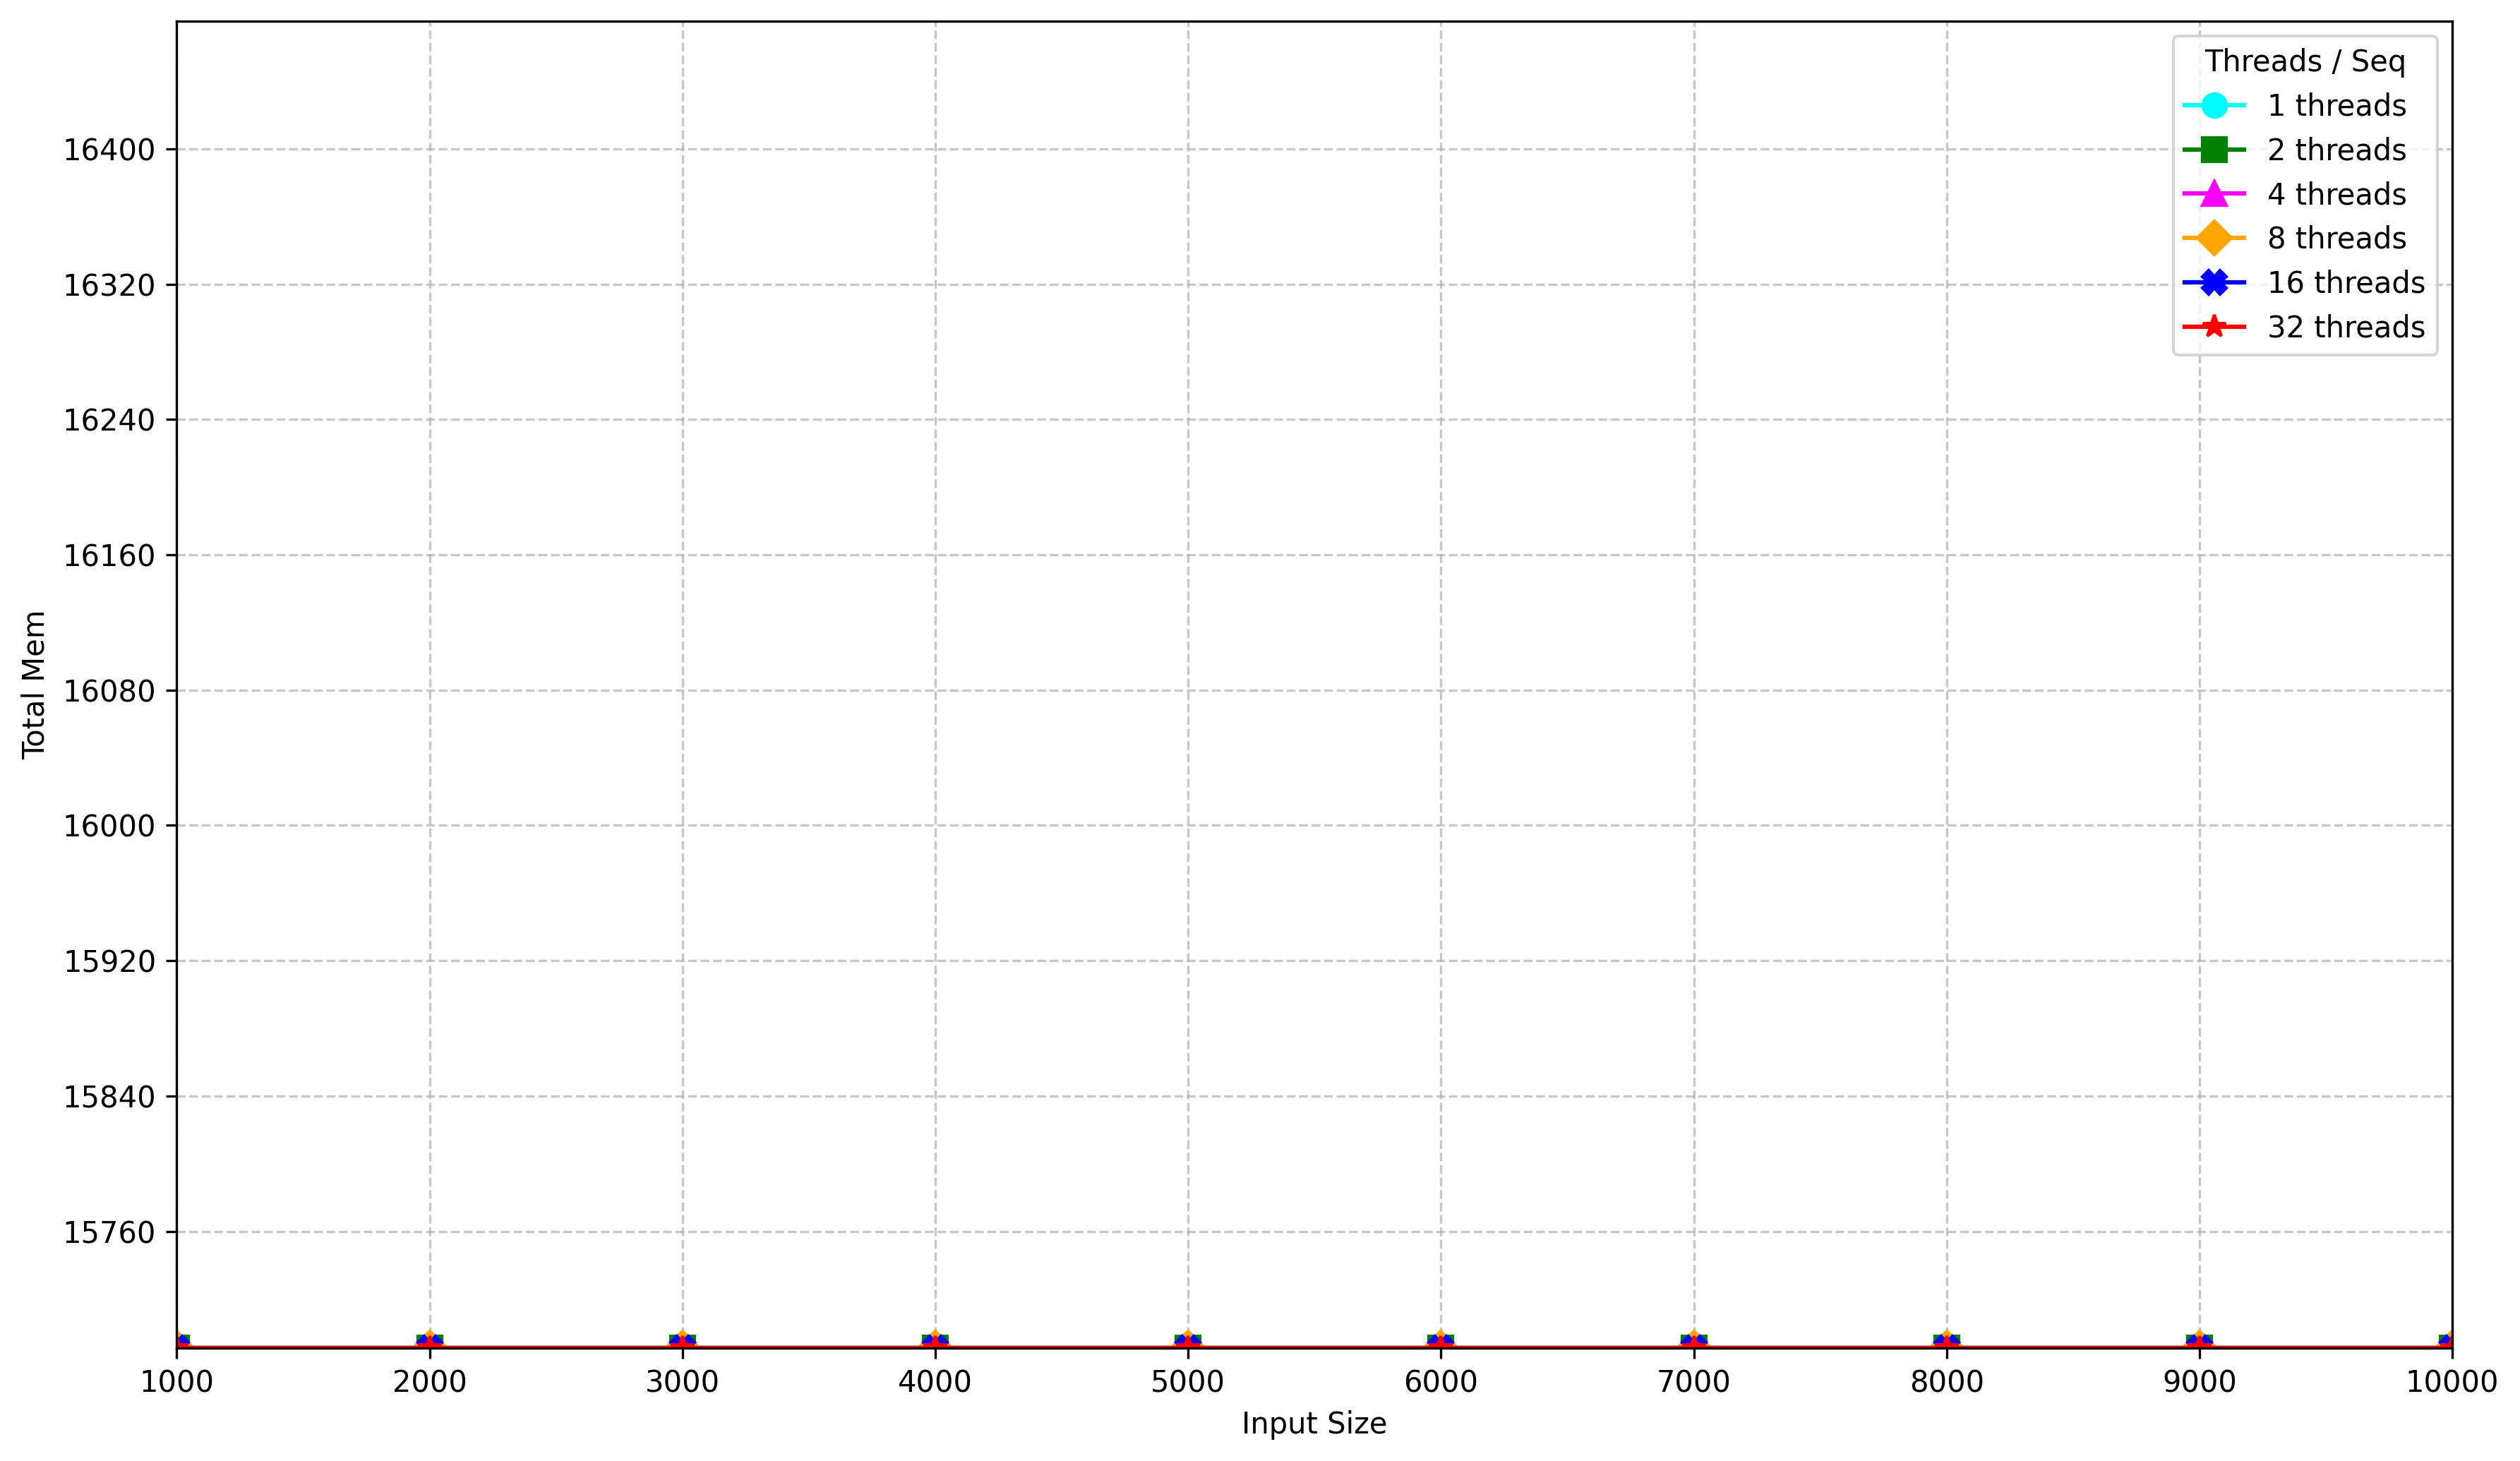 Threads / Seq
1 threads
2 threads
4 threads
8 threads
16 threads
32 threads
16400
16320
16240
16160
16080
16000
15920
15840
15760
Total Mem
1000 2000 3000 4000 5000 6000 7000 8000 9000 10000
Input Size